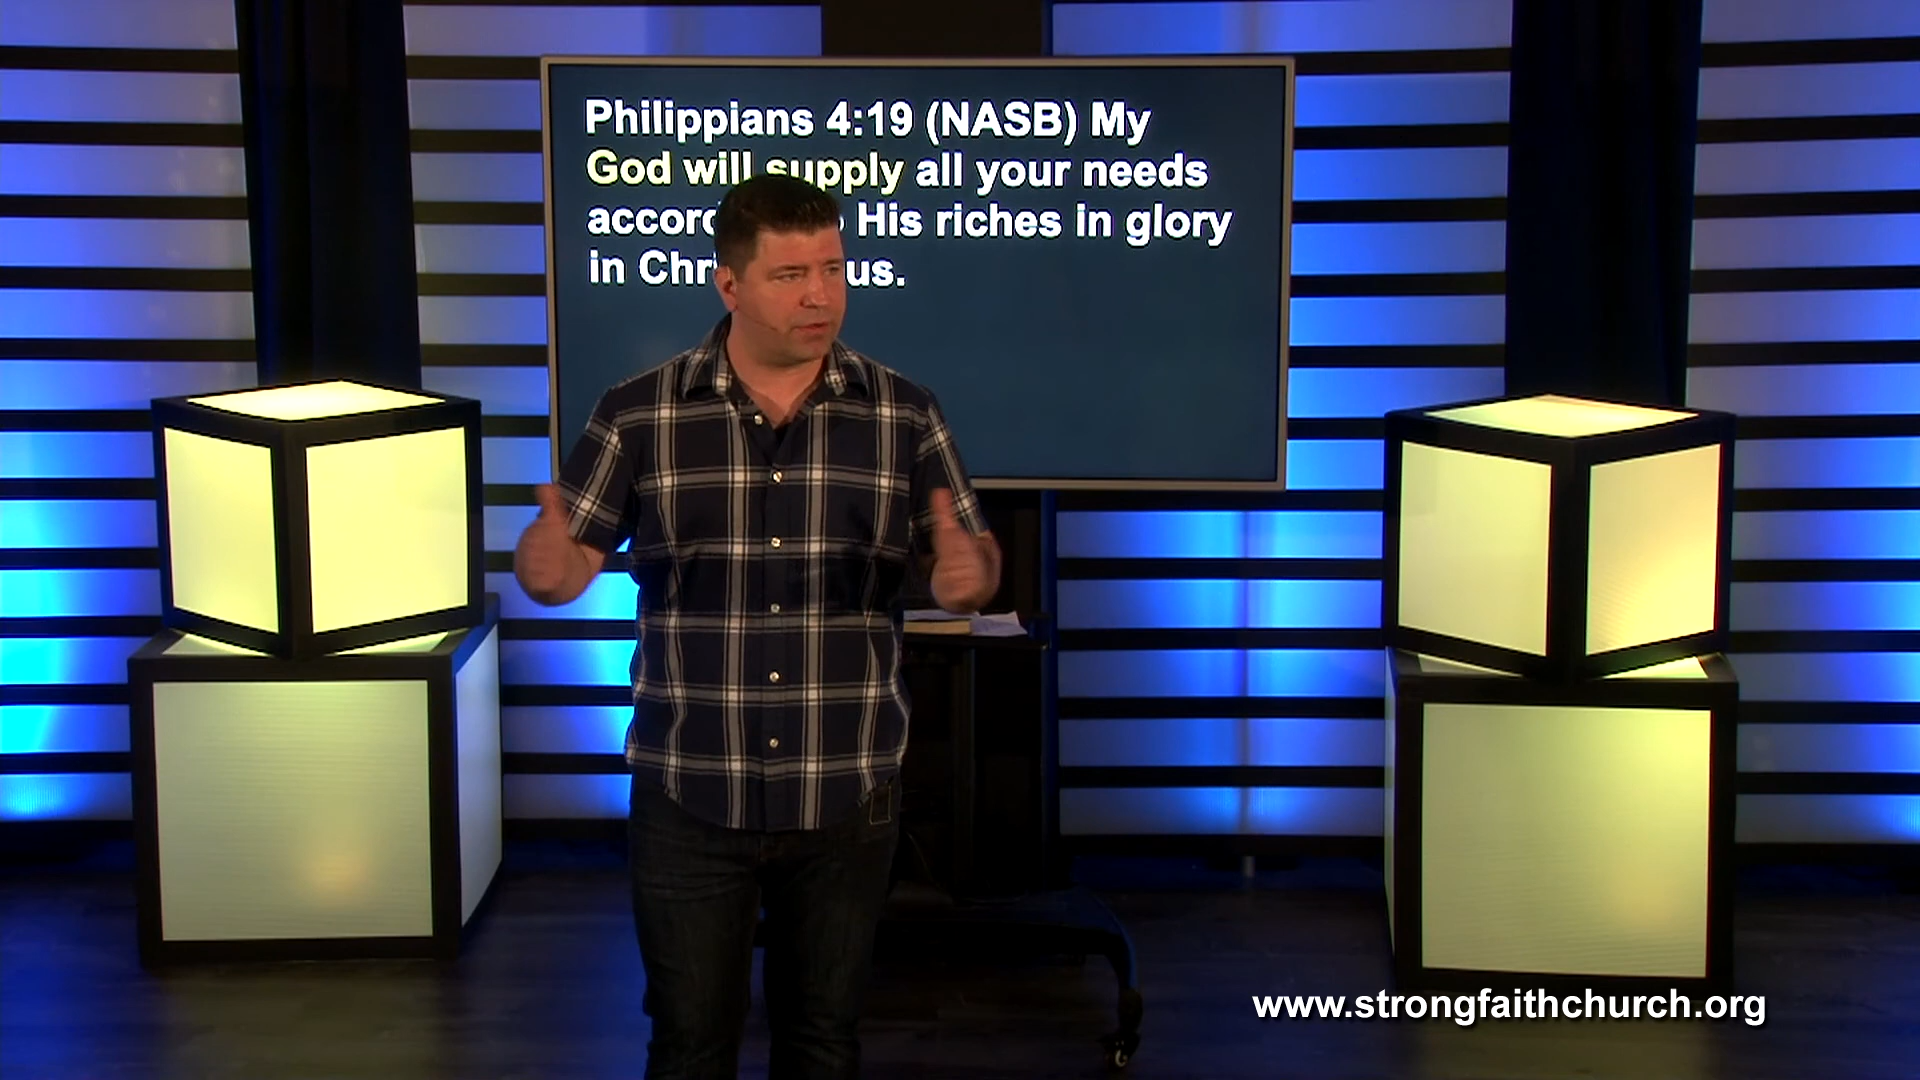 Philippians 4:19 (NASB) My
God will supply all your needs
His riches in glory
in
www.strongfaithchurch.org